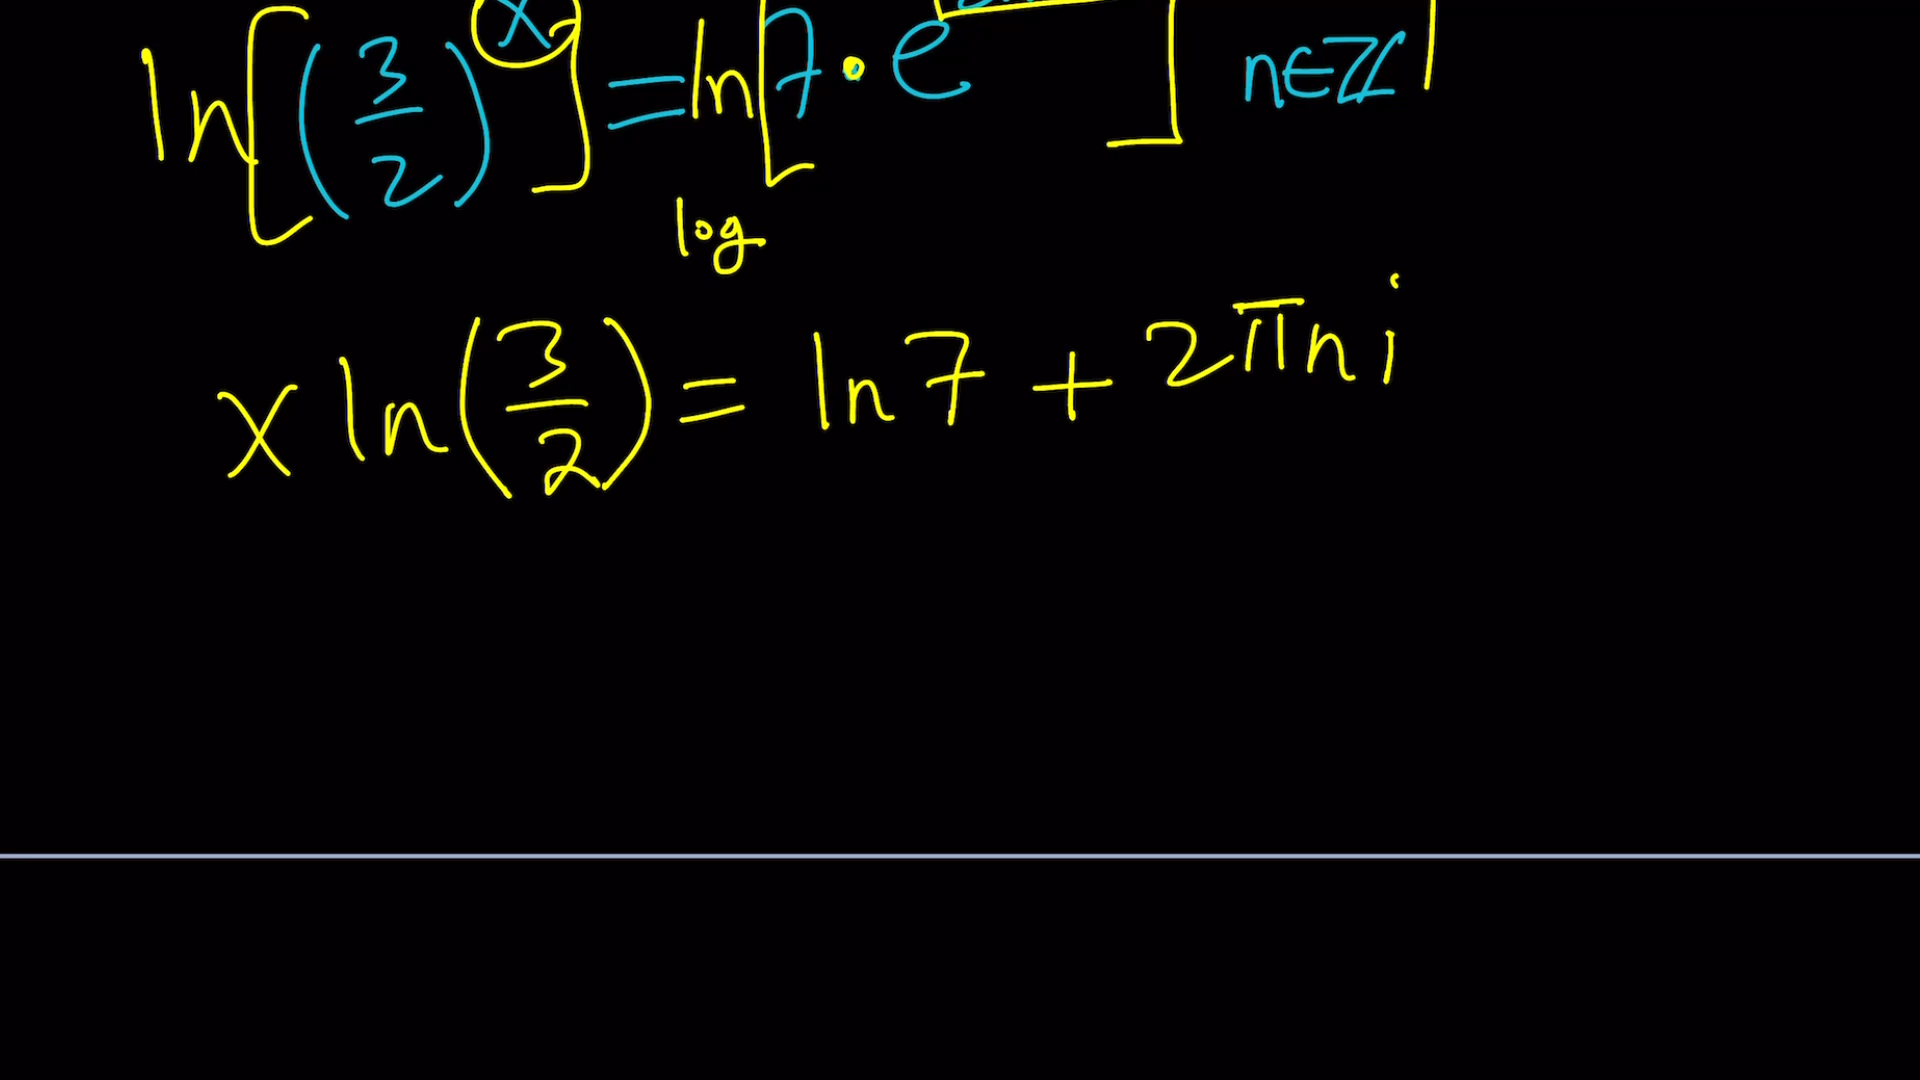 ln[(3/2)^x] = ln[7 · e ] n∈ℤ
log
x ln(3/2) = ln 7 + 2πni